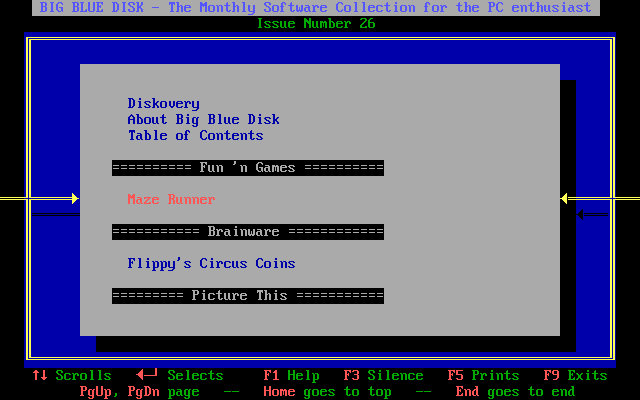 BIG BLUE DISK - The Monthly Software Collection for the PC enthusiast
Issue Number 26
Diskovery
About Big Blue Disk
Table of Contents
========== Fun 'n Games ==========
Maze Runner
=========== Brainware ============
Flippy's Circus Coins
========= Picture This ===========
↑↓ Scrolls ◄─┘ Selects F1 Help F3 Silence F5 Prints F9 Exits
PgUp, PgDn page -- Home goes to top -- End goes to end